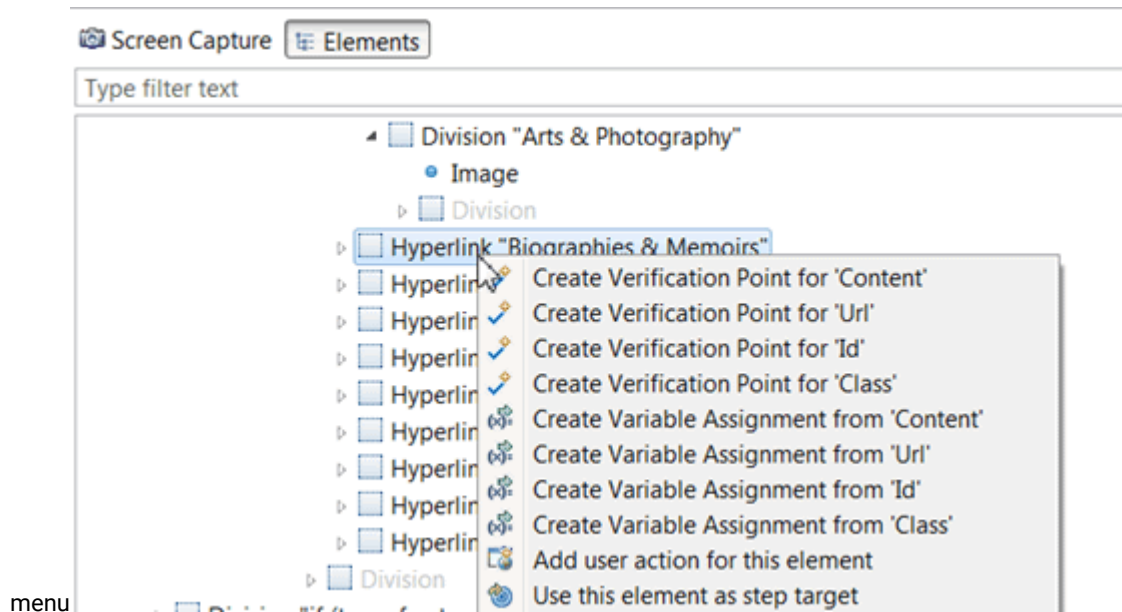 Screen Capture Elements
Type filter text
Division "Arts & Photography"
Image
Division
Hyperlink "Biographies & Memoirs"
Create Verification Point for 'Content'
Create Verification Point for 'Url'
Create Verification Point for 'Id'
Create Verification Point for 'Class'
Create Variable Assignment from 'Content'
Create Variable Assignment from 'Url'
Create Variable Assignment from 'Id'
Create Variable Assignment from 'Class'
Add user action for this element
Use this element as step target
Division
menu